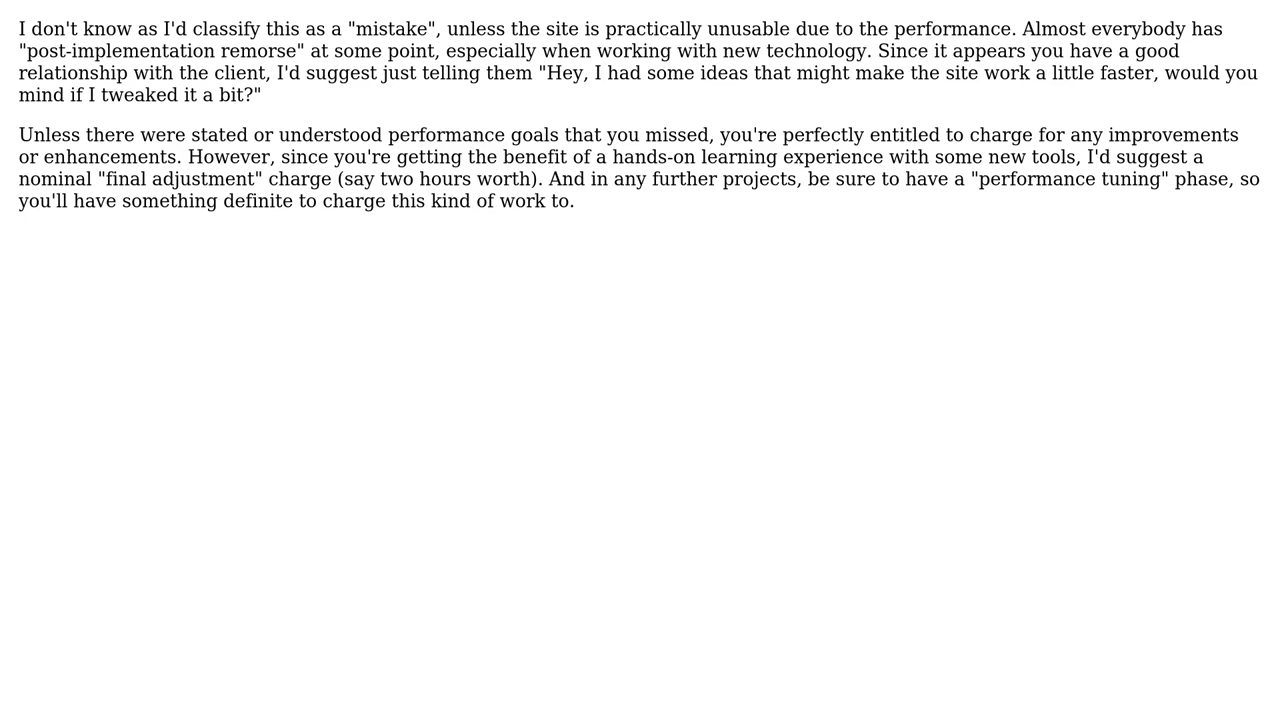 I don't know as I'd classify this as a "mistake", unless the site is practically unusable due to the performance. Almost everybody has
"post-implementation remorse" at some point, especially when working with new technology. Since it appears you have a good
relationship with the client, I'd suggest just telling them "Hey, I had some ideas that might make the site work a little faster, would you
mind if I tweaked it a bit?"
Unless there were stated or understood performance goals that you missed, you're perfectly entitled to charge for any improvements
or enhancements. However, since you're getting the benefit of a hands-on learning experience with some new tools, I'd suggest a
nominal "final adjustment" charge (say two hours worth). And in any further projects, be sure to have a "performance tuning" phase, so
you'll have something definite to charge this kind of work to.